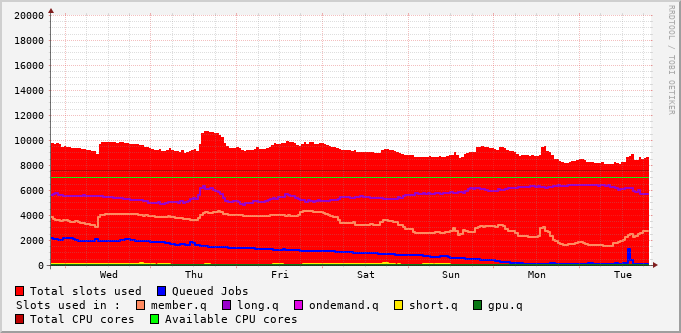 20000
18000
16000
14000
12000
10000
8000
6000
4000
2000
0
Wed Thu Fri Sat Sun Mon Tue
RRDTOOL / TOBI OETIKER
Total slots used Queued Jobs
Slots used in : member.q long.q ondemand.q short.q gpu.q
Total CPU cores Available CPU cores